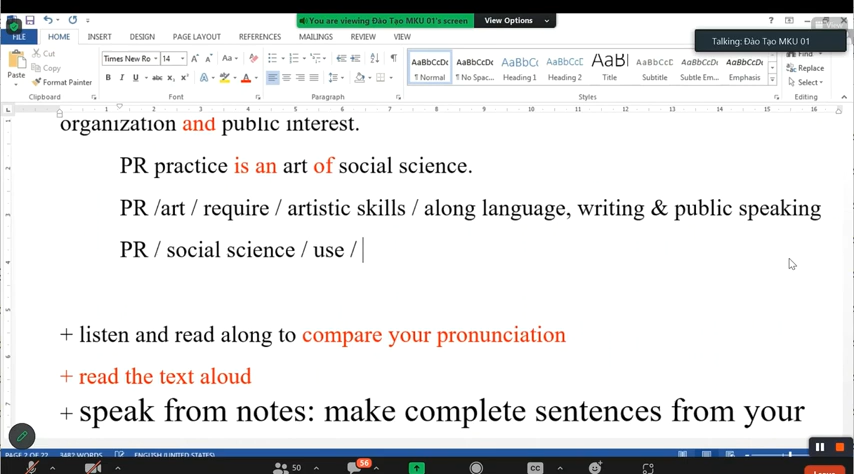 You are viewing Đào Tạo MKU 01's screen
View Options
Talking: Đào Tạo MKU 01
FILE HOME INSERT DESIGN PAGE LAYOUT REFERENCES MAILINGS REVIEW VIEW
Cut
Copy
Format Painter
Paste
Clipboard
Times New Ro
14
Font
Paragraph
AaBbCcDc AaBbCcDc AaBbCc AaBbCcD AaBl AaBbCcD AaBbCcDc AaBbCcDc
¶ Normal ¶ No Spac... Heading 1 Heading 2 Title Subtitle Subtle Em... Emphasis
Styles
Find
Replace
Select
Editing
organization and public interest.
PR practice is an art of social science.
PR /art / require / artistic skills / along language, writing & public speaking
PR / social science / use /
+ listen and read along to compare your pronunciation
+ read the text aloud
+ speak from notes: make complete sentences from your
PAGE 2 OF 22 3482 WORDS ENGLISH (UNITED STATES)
50
56
CC
Leave